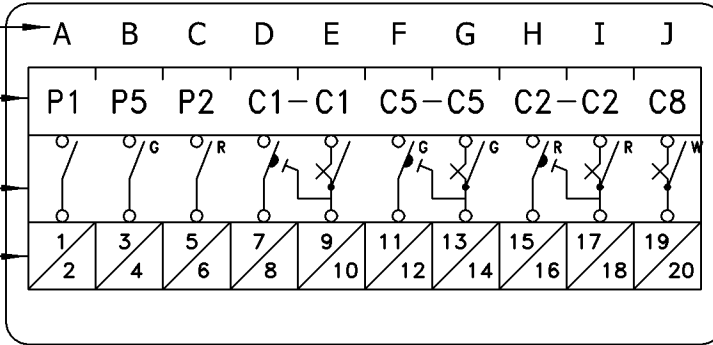 A B C D E F G H I J
P1 P5 P2 C1-C1 C5-C5 C2-C2 C8
G R G G R R W
1 3 5 7 9 11 13 15 17 19
2 4 6 8 10 12 14 16 18 20